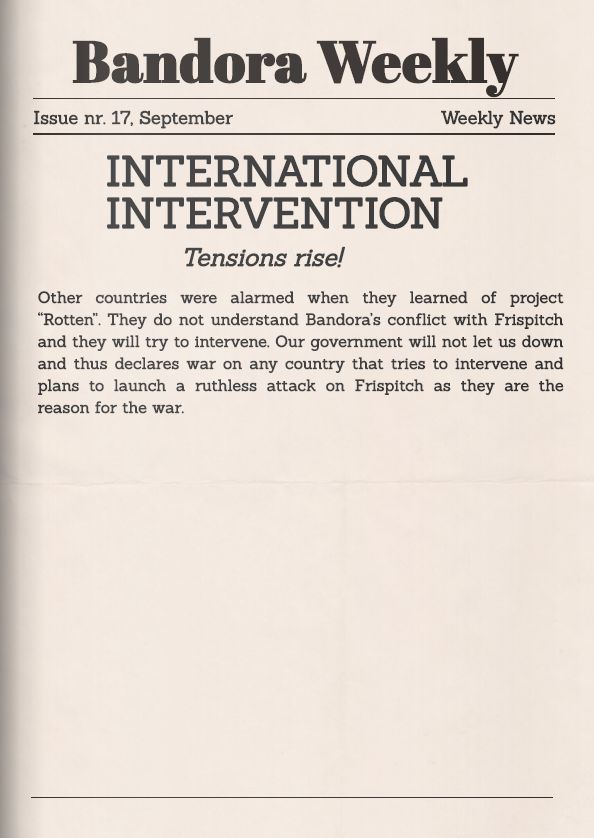 Bandora Weekly
Issue nr. 17, September Weekly News
INTERNATIONAL
INTERVENTION
Tensions rise!
Other countries were alarmed when they learned of project
“Rotten”. They do not understand Bandora’s conflict with Frispitch
and they will try to intervene. Our government will not let us down
and thus declares war on any country that tries to intervene and
plans to launch a ruthless attack on Frispitch as they are the
reason for the war.